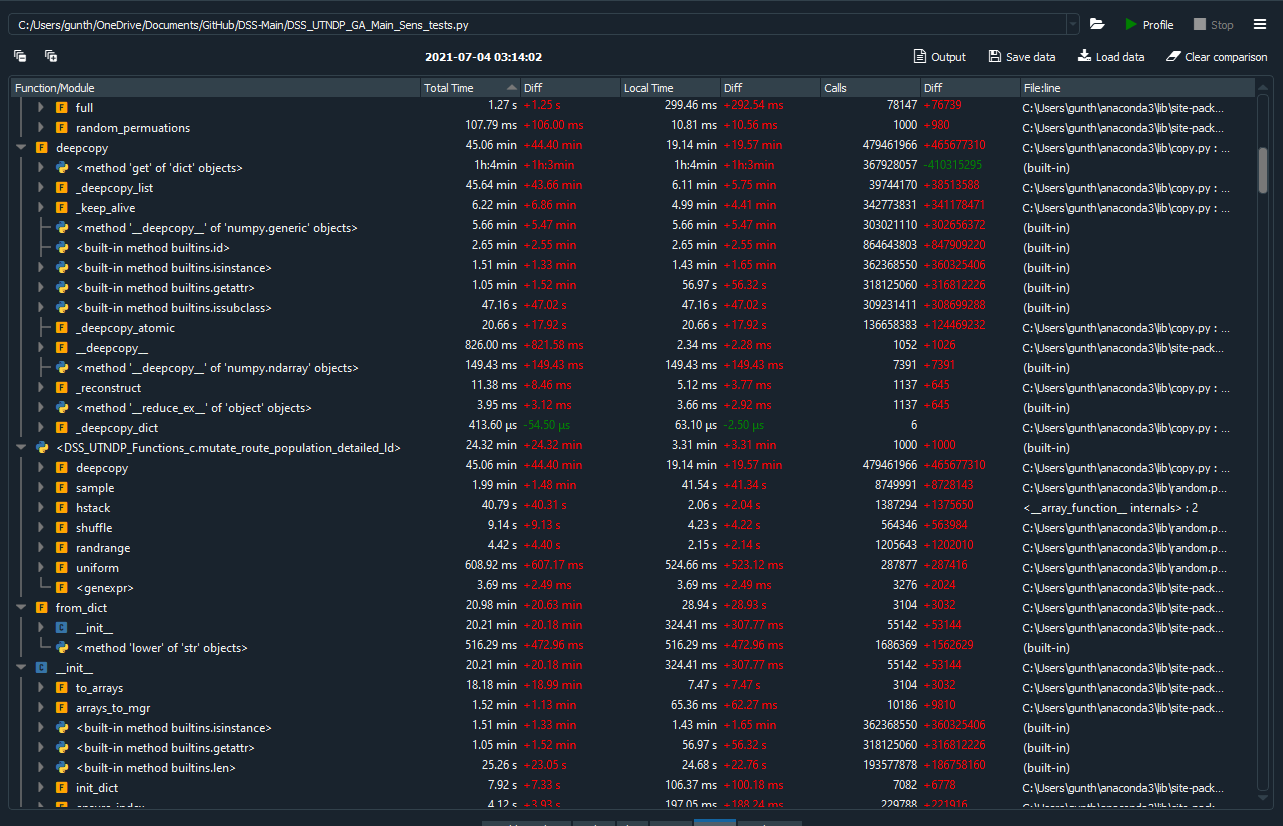 C:/Users/gunth/OneDrive/Documents/GitHub/DSS-Main/DSS_UTNDP_GA_Main_Sens_tests.py Profile Stop
2021-07-04 03:14:02 Output Save data Load data Clear comparison
Function/Module Total Time Diff Local Time Diff Calls Diff File:line
full 1.27 s +1.25 s 299.46 ms +292.54 ms 78147 +76739 C:\Users\gunth\anaconda3\lib\site-pack...
random_permuations 107.79 ms +106.00 ms 10.81 ms +10.56 ms 1000 +980 C:\Users\gunth\anaconda3\lib\site-pack...
deepcopy 45.06 min +44.40 min 19.14 min +19.57 min 479461966 +465677310 C:\Users\gunth\anaconda3\lib\copy.py : ...
<method 'get' of 'dict' objects> 1h:4min +1h:3min 1h:4min +1h:3min 367928057 -410315295 (built-in)
_deepcopy_list 45.64 min +43.66 min 6.11 min +5.75 min 39744170 +38513588 C:\Users\gunth\anaconda3\lib\copy.py : ...
_keep_alive 6.22 min +6.86 min 4.99 min +4.41 min 342773831 +341178471 C:\Users\gunth\anaconda3\lib\copy.py : ...
<method '__deepcopy__' of 'numpy.generic' objects> 5.66 min +5.47 min 5.66 min +5.47 min 303021110 +302656372 (built-in)
<built-in method builtins.id> 2.65 min +2.55 min 2.65 min +2.55 min 864643803 +847909220 (built-in)
<built-in method builtins.isinstance> 1.51 min +1.33 min 1.43 min +1.65 min 362368550 +360325406 (built-in)
<built-in method builtins.getattr> 1.05 min +1.52 min 56.97 s +56.32 s 318125060 +316812226 (built-in)
<built-in method builtins.issubclass> 47.16 s +47.02 s 47.16 s +47.02 s 309231411 +308699288 (built-in)
_deepcopy_atomic 20.66 s +17.92 s 20.66 s +17.92 s 136658383 +124469232 C:\Users\gunth\anaconda3\lib\copy.py : ...
__deepcopy__ 826.00 ms +821.58 ms 2.34 ms +2.28 ms 1052 +1026 C:\Users\gunth\anaconda3\lib\site-pack...
<method '__deepcopy__' of 'numpy.ndarray' objects> 149.43 ms +149.43 ms 149.43 ms +149.43 ms 7391 +7391 (built-in)
_reconstruct 11.38 ms +8.46 ms 5.12 ms +3.77 ms 1137 +645 C:\Users\gunth\anaconda3\lib\copy.py : ...
<method '__reduce_ex__' of 'object' objects> 3.95 ms +3.12 ms 3.66 ms +2.92 ms 1137 +645 (built-in)
_deepcopy_dict 413.60 µs -54.50 µs 63.10 µs -2.50 µs 6 C:\Users\gunth\anaconda3\lib\copy.py : ...
<DSS_UTNDP_Functions_c.mutate_route_population_detailed_ld> 24.32 min +24.32 min 3.31 min +3.31 min 1000 +1000 (built-in)
deepcopy 45.06 min +44.40 min 19.14 min +19.57 min 479461966 +465677310 C:\Users\gunth\anaconda3\lib\copy.py : ...
sample 1.99 min +1.48 min 41.54 s +41.34 s 8749991 +8728143 C:\Users\gunth\anaconda3\lib\random.p...
hstack 40.79 s +40.31 s 2.06 s +2.04 s 1387294 +1375650 <__array_function__ internals> : 2
shuffle 9.14 s +9.13 s 4.23 s +4.22 s 564346 +563984 C:\Users\gunth\anaconda3\lib\random.p...
randrange 4.42 s +4.40 s 2.15 s +2.14 s 1205643 +1202010 C:\Users\gunth\anaconda3\lib\random.p...
uniform 608.92 ms +607.17 ms 524.66 ms +523.12 ms 287877 +287416 C:\Users\gunth\anaconda3\lib\random.p...
<genexpr> 3.69 ms +2.49 ms 3.69 ms +2.49 ms 3276 +2024 C:\Users\gunth\anaconda3\lib\site-pack...
from_dict 20.98 min +20.63 min 28.94 s +28.93 s 3104 +3032 C:\Users\gunth\anaconda3\lib\site-pack...
__init__ 20.21 min +20.18 min 324.41 ms +307.77 ms 55142 +53144 C:\Users\gunth\anaconda3\lib\site-pack...
<method 'lower' of 'str' objects> 516.29 ms +472.96 ms 516.29 ms +472.96 ms 1686369 +1562629 (built-in)
__init__ 20.21 min +20.18 min 324.41 ms +307.77 ms 55142 +53144 C:\Users\gunth\anaconda3\lib\site-pack...
to_arrays 18.18 min +18.99 min 7.47 s +7.47 s 3104 +3032 C:\Users\gunth\anaconda3\lib\site-pack...
arrays_to_mgr 1.52 min +1.13 min 65.36 ms +62.27 ms 10186 +9810 C:\Users\gunth\anaconda3\lib\site-pack...
<built-in method builtins.isinstance> 1.51 min +1.33 min 1.43 min +1.65 min 362368550 +360325406 (built-in)
<built-in method builtins.getattr> 1.05 min +1.52 min 56.97 s +56.32 s 318125060 +316812226 (built-in)
<built-in method builtins.len> 25.26 s +23.05 s 24.68 s +22.76 s 193577878 +186758160 (built-in)
init_dict 7.92 s +7.33 s 106.37 ms +100.18 ms 7082 +6778 C:\Users\gunth\anaconda3\lib\site-pack...
4.12 s +3.93 s 197.05 ms +188.24 ms 229788 +221916